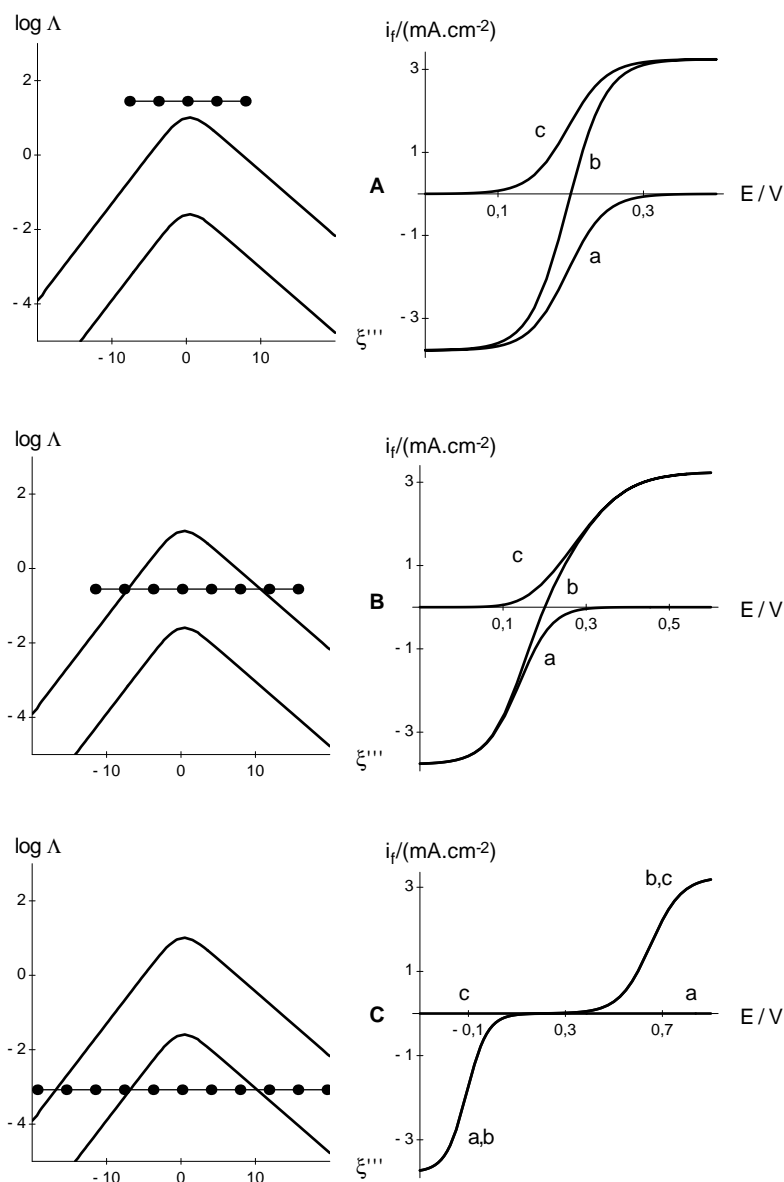 log Λ
2
0
- 2
- 4
- 10
0
10
ξ'''
A
i_f/(mA.cm-2)
3
1
- 1
- 3
0,1
0,3
E / V
c
b
a
log Λ
2
0
- 2
- 4
- 10
0
10
ξ'''
B
i_f/(mA.cm-2)
3
1
- 1
- 3
0,1
0,3
0,5
E / V
c
b
a
log Λ
2
0
- 2
- 4
- 10
0
10
ξ'''
C
i_f/(mA.cm-2)
3
1
- 1
- 3
- 0,1
0,3
0,7
E / V
b,c
c
a
a,b